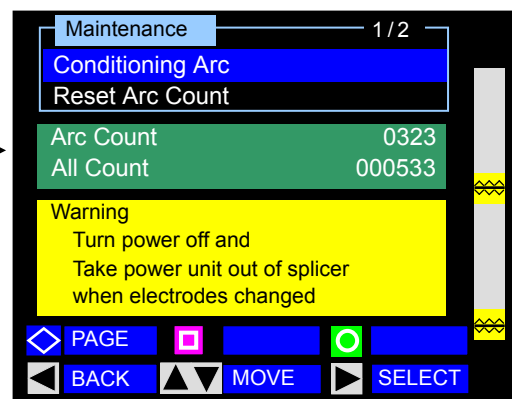 Maintenance 1/2
Conditioning Arc
Reset Arc Count
Arc Count 0323
All Count 000533
Warning
Turn power off and
Take power unit out of splicer
when electrodes changed
PAGE
BACK MOVE SELECT